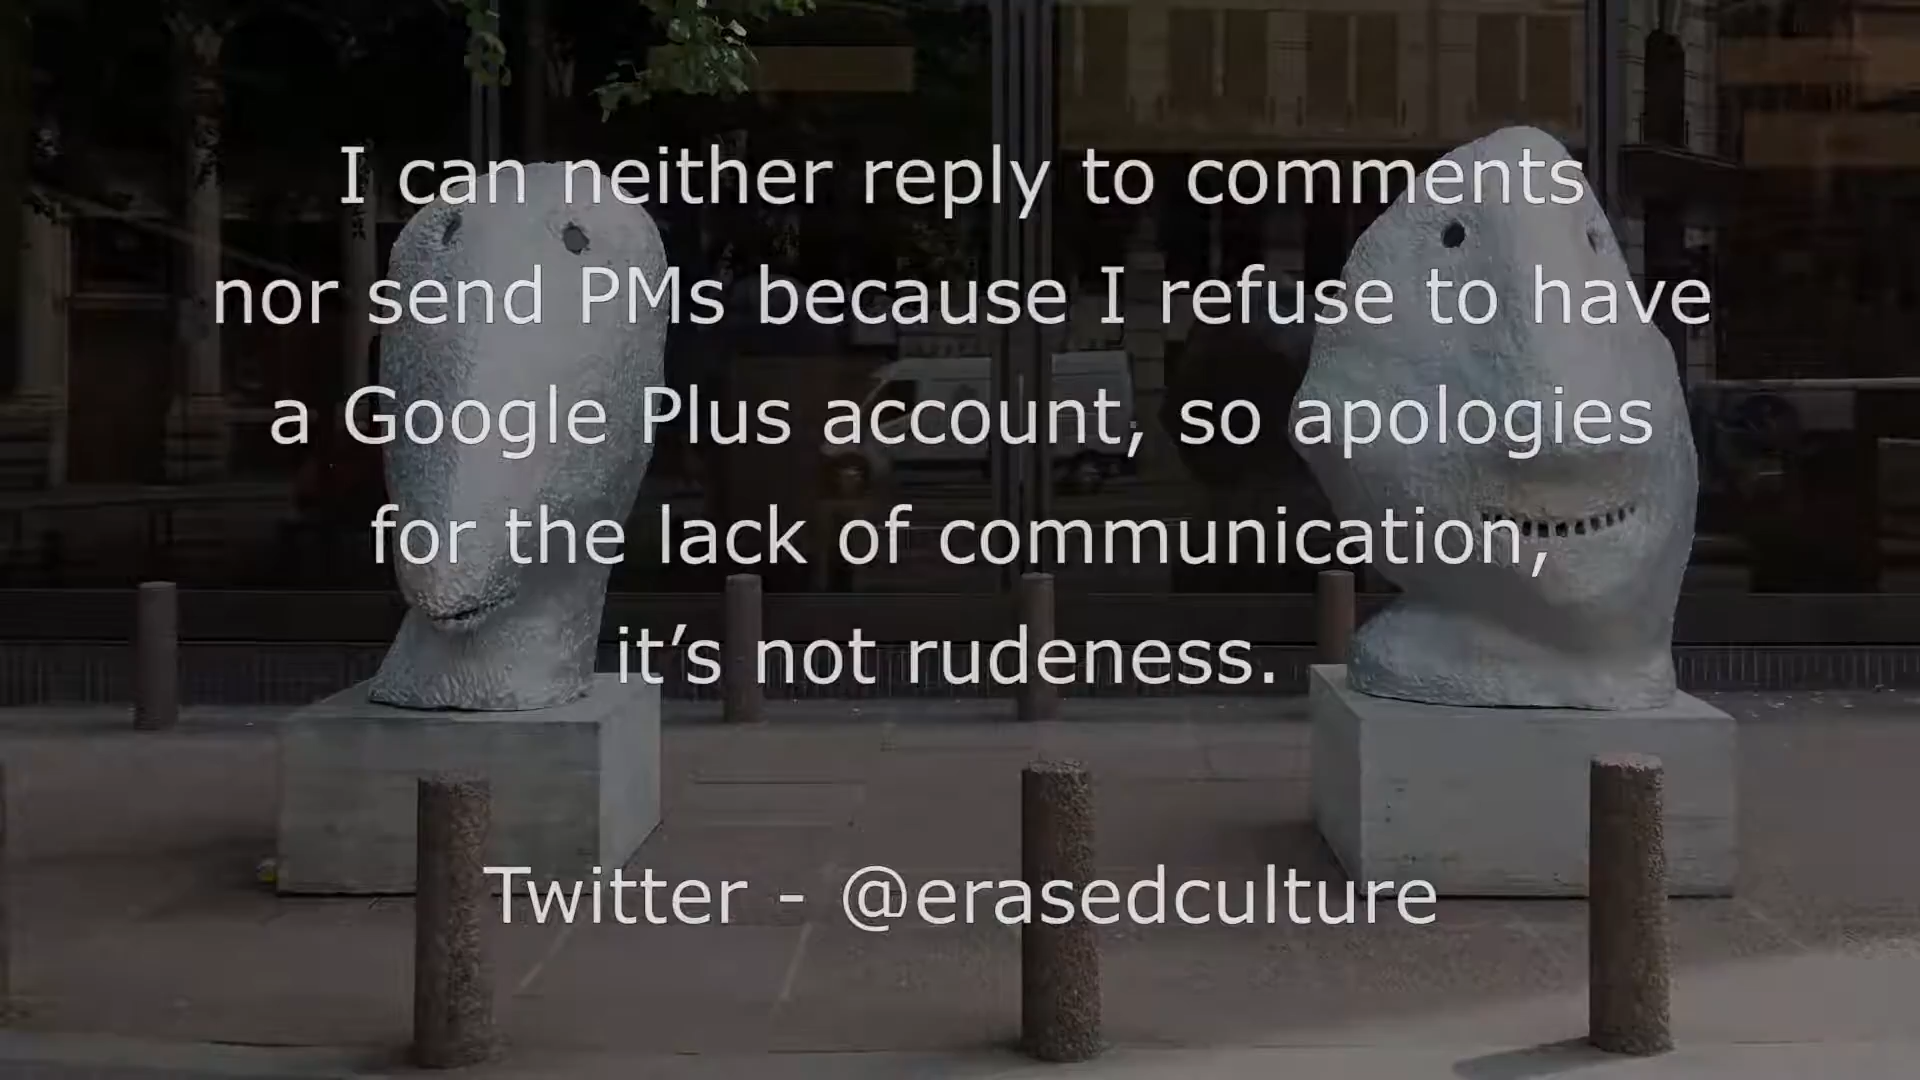 I can neither reply to comments
nor send PMs because I refuse to have
a Google Plus account, so apologies
for the lack of communication,
it’s not rudeness.
Twitter - @erasedculture